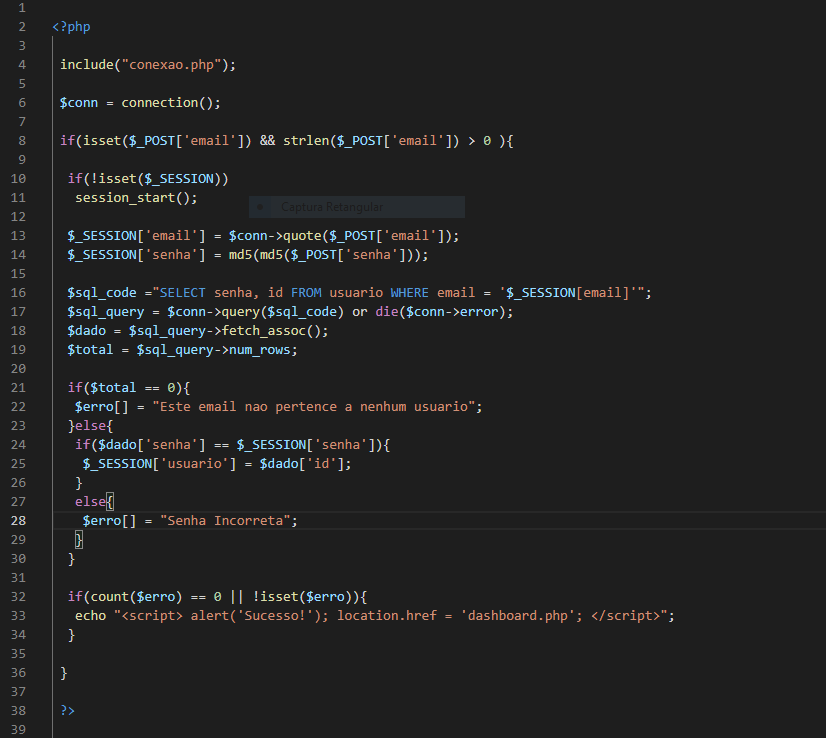 1
2 <?php
3
4 include("conexao.php");
5
6 $conn = connection();
7
8 if(isset($_POST['email']) && strlen($_POST['email']) > 0 ){
9
10 if(!isset($_SESSION))
11 session_start();
Captura Retangular
12
13 $_SESSION['email'] = $conn->quote($_POST['email']);
14 $_SESSION['senha'] = md5(md5($_POST['senha']));
15
16 $sql_code ="SELECT senha, id FROM usuario WHERE email = '$_SESSION[email]'";
17 $sql_query = $conn->query($sql_code) or die($conn->error);
18 $dado = $sql_query->fetch_assoc();
19 $total = $sql_query->num_rows;
20
21 if($total == 0){
22 $erro[] = "Este email nao pertence a nenhum usuario";
23 }else{
24 if($dado['senha'] == $_SESSION['senha']){
25 $_SESSION['usuario'] = $dado['id'];
26 }
27 else{
28 $erro[] = "Senha Incorreta";
29 }
30 }
31
32 if(count($erro) == 0 || !isset($erro)){
33 echo "<script> alert('Sucesso!'); location.href = 'dashboard.php'; </script>";
34 }
35
36 }
37
38 ?>
39